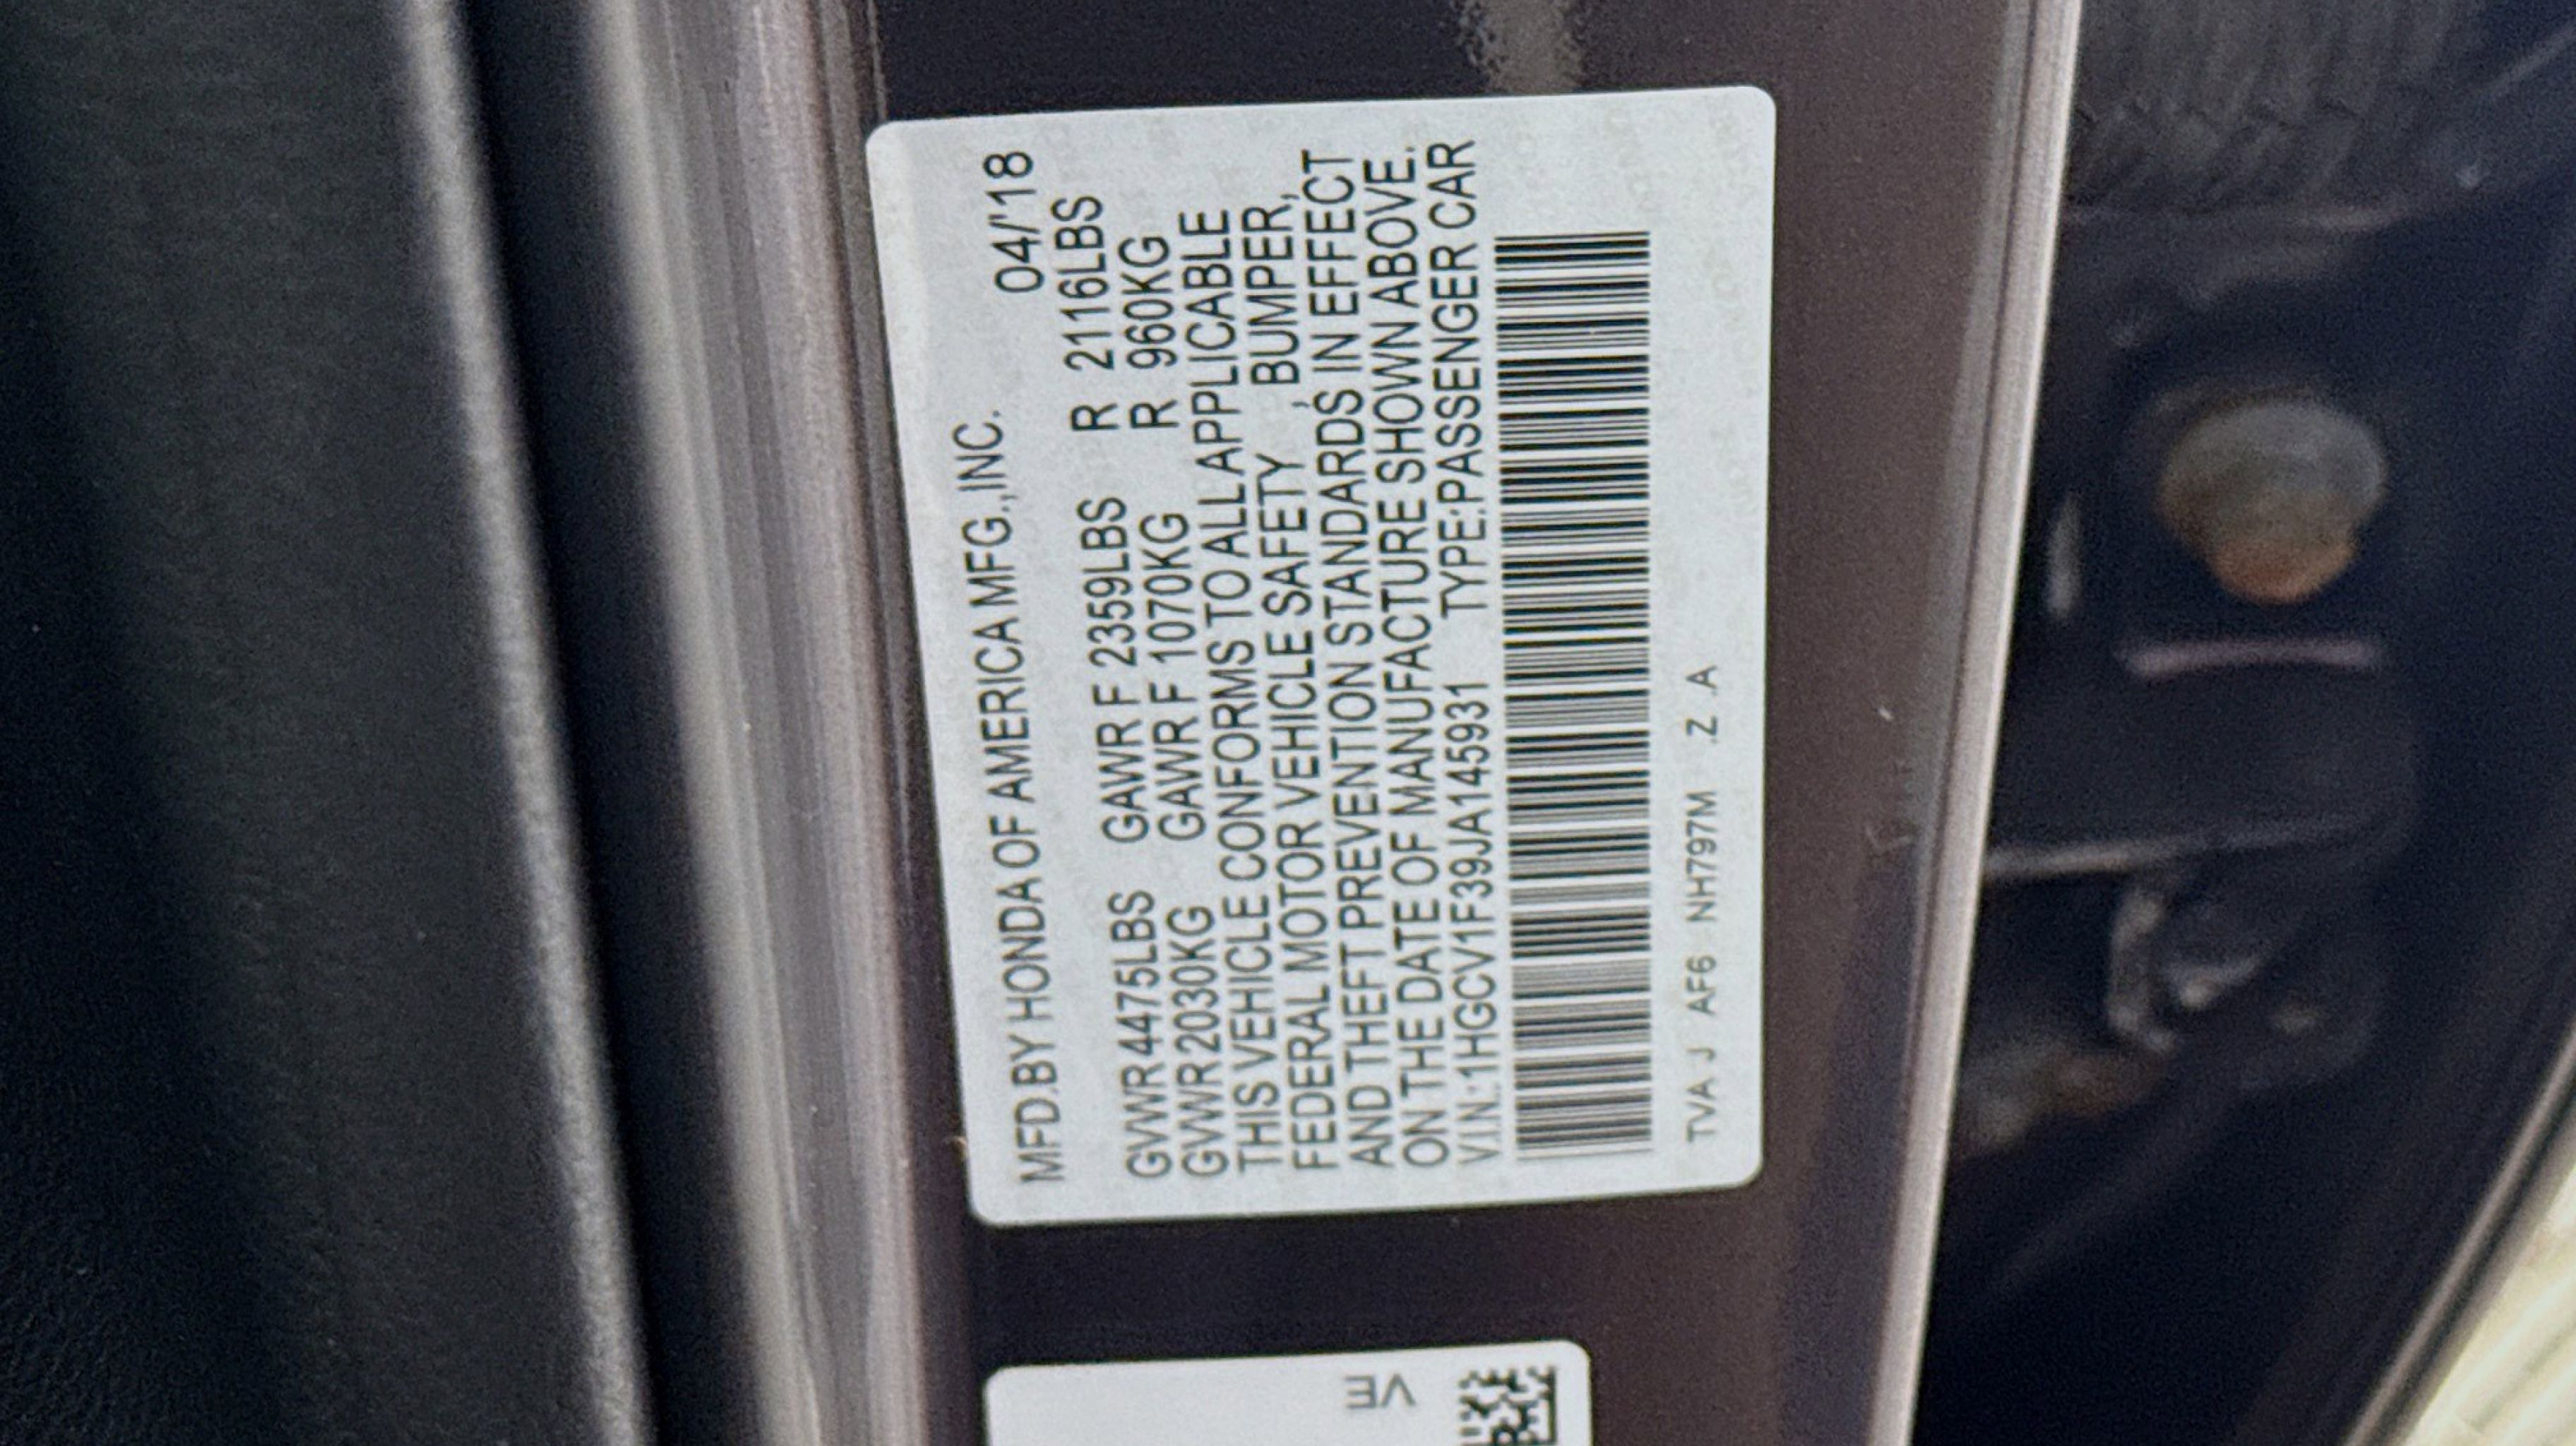 MFD.BY HONDA OF AMERICA MFG.,INC.
04/'18
GVWR 4475LBS GAWR F 2359LBS R 2116LBS
GVWR 2030KG GAWR F 1070KG R 960KG
THIS VEHICLE CONFORMS TO ALL APPLICABLE
FEDERAL MOTOR VEHICLE SAFETY , BUMPER,
AND THEFT PREVENTION STANDARDS IN EFFECT
ON THE DATE OF MANUFACTURE SHOWN ABOVE.
V.I.N.:1HGCV1F39JA145931 TYPE:PASSENGER CAR
TVA J AF6 NH797M .Z .A
VE